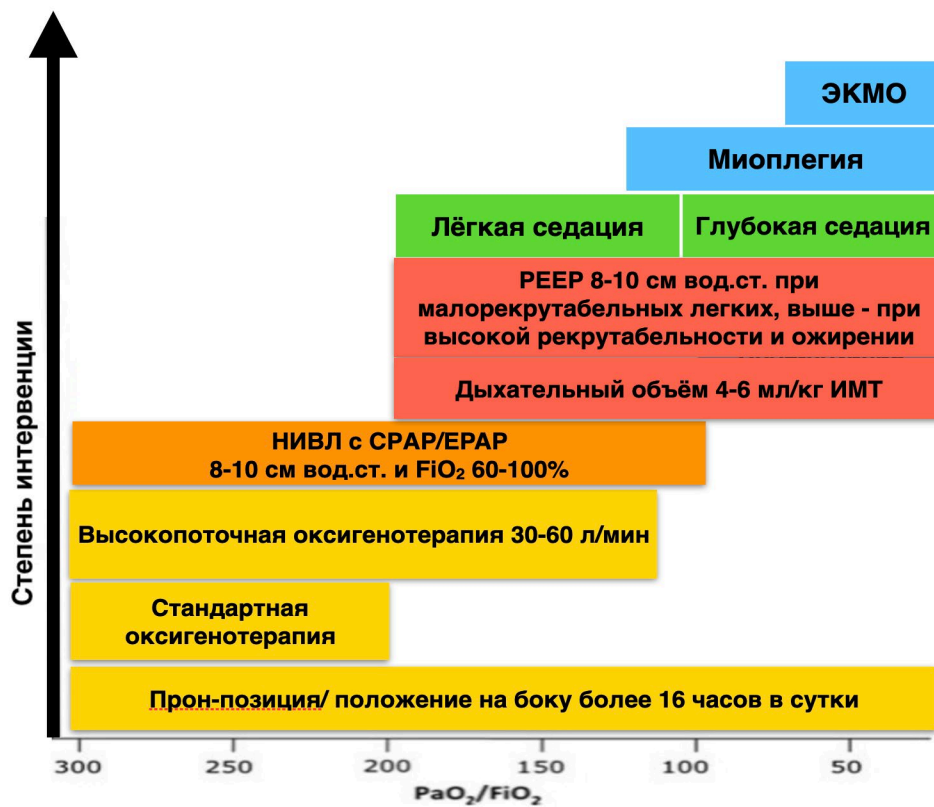 ЭКМО
Миоплегия
Лёгкая седация
Глубокая седация
PEEP 8-10 см вод.ст. при
малорекрутабельных легких, выше - при
высокой рекрутабельности и ожирении
Дыхательный объём 4-6 мл/кг ИМТ
НИВЛ с CPAP/EPAP
8-10 см вод.ст. и FiO₂ 60-100%
Высокопоточная оксигенотерапия 30-60 л/мин
Стандартная
оксигенотерапия
Прон-позиция/ положение на боку более 16 часов в сутки
Степень интервенции
300 250 200 150 100 50
PaO₂/FiO₂